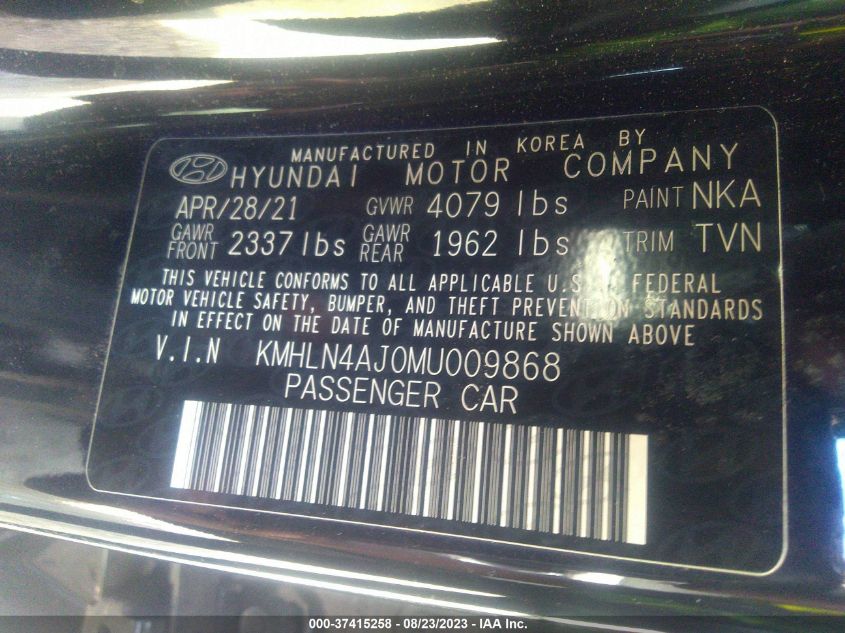 MANUFACTURED IN KOREA BY
HYUNDAI MOTOR COMPANY
APR/28/21 GVWR 4079 lbs PAINT NKA
GAWR FRONT 2337 lbs GAWR REAR 1962 lbs TRIM TVN
THIS VEHICLE CONFORMS TO ALL APPLICABLE U.S. FEDERAL
MOTOR VEHICLE SAFETY, BUMPER, AND THEFT PREVENTION STANDARDS
IN EFFECT ON THE DATE OF MANUFACTURE SHOWN ABOVE
V.I.N KMHLN4AJ0MU009868
PASSENGER CAR
000-37415258 - 08/23/2023 - IAA Inc.